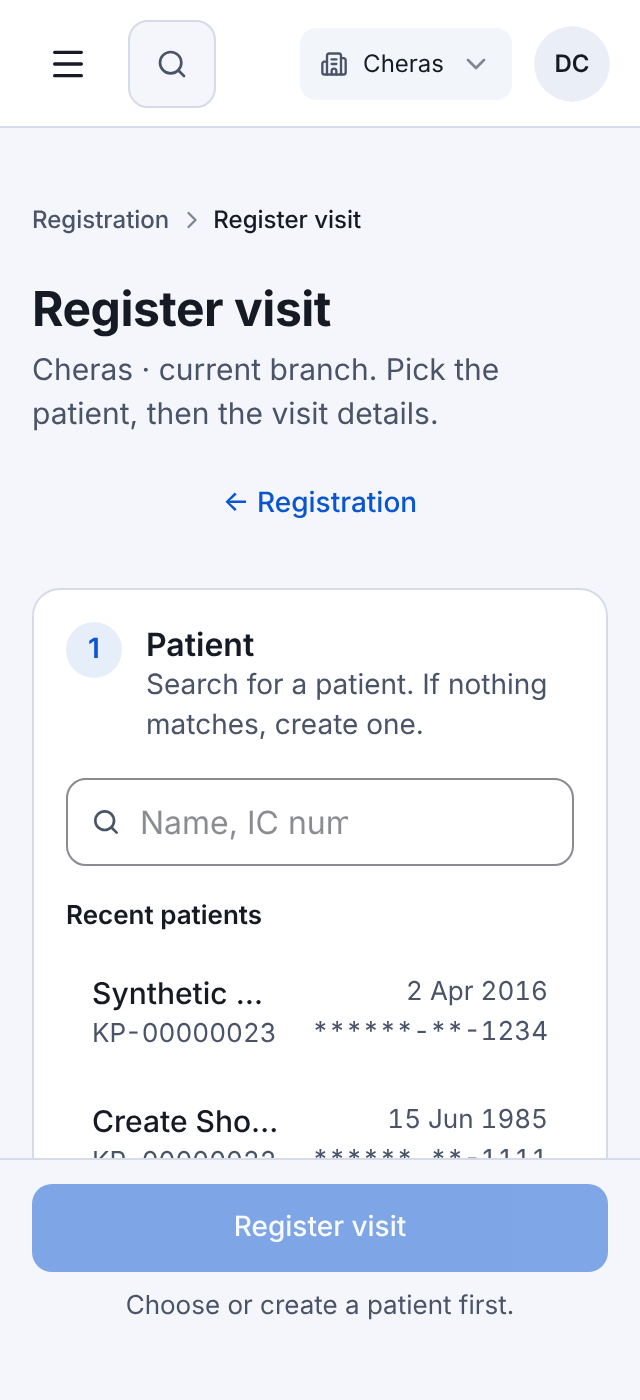 Cheras
DC
Registration > Register visit
Register visit
Cheras · current branch. Pick the
patient, then the visit details.
← Registration
1
Patient
Search for a patient. If nothing
matches, create one.
Name, IC num
Recent patients
Synthetic ...
2 Apr 2016
KP-00000023
******-**-1234
Create Sho...
15 Jun 1985
******-**-1111
Register visit
Choose or create a patient first.